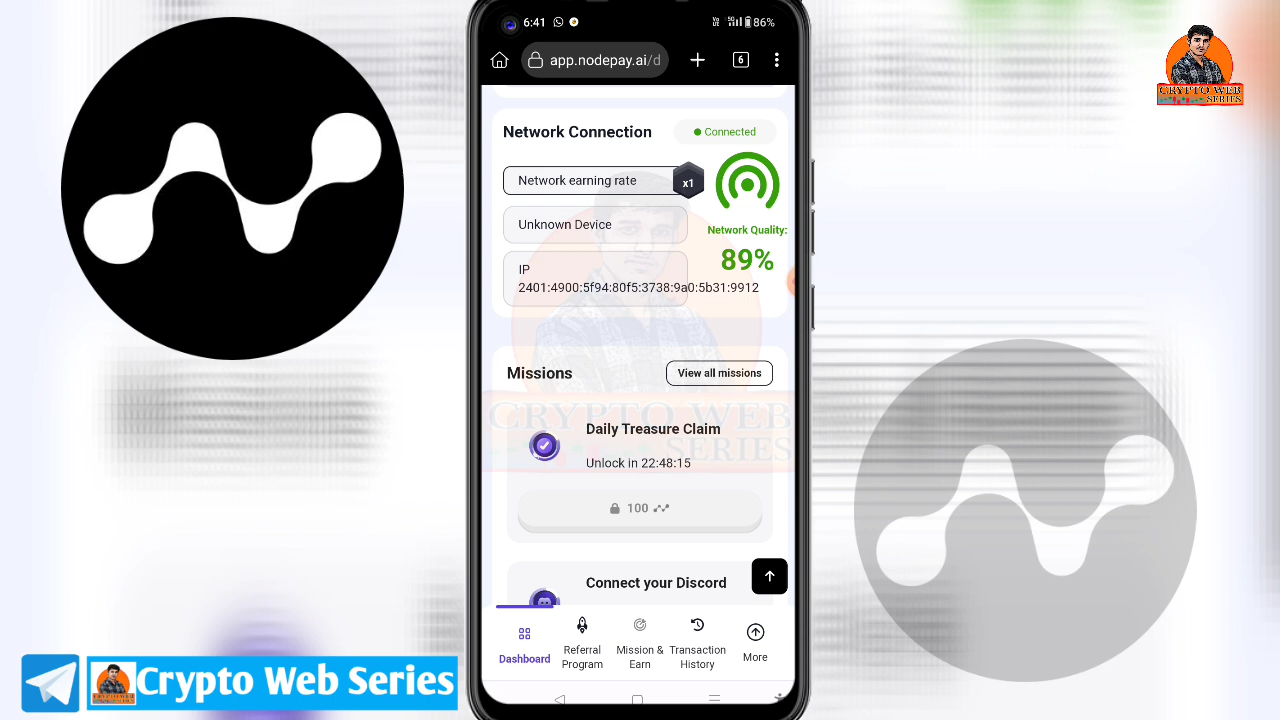 6:41
86%
app.nodepay.ai/d
6
CRYPTO WEB
SERIES
Network Connection
Connected
Network earning rate
x1
Unknown Device
Network Quality:
89%
IP
2401:4900:5f94:80f5:3738:9a0:5b31:9912
Missions
View all missions
CRYPTO WEB
SERIES
Daily Treasure Claim
Unlock in 22:48:15
100
Connect your Discord
Dashboard
Referral
Program
Mission &
Earn
Transaction
History
More
Crypto Web Series